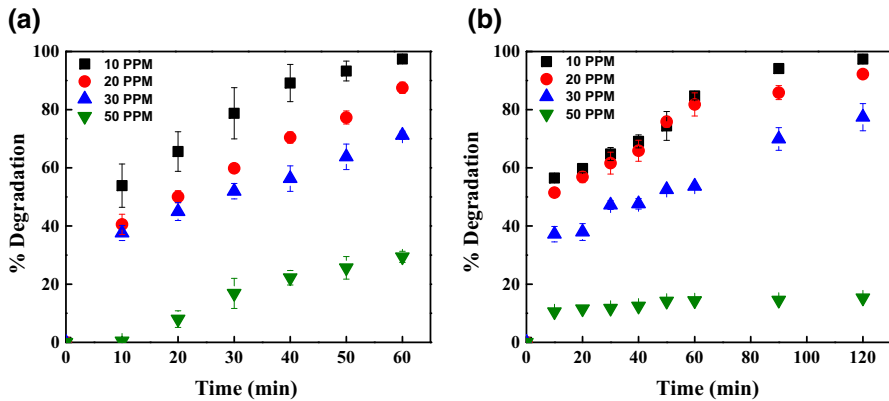 (a)
100
80
60
40
20
0
% Degradation
10 PPM
20 PPM
30 PPM
50 PPM
0 10 20 30 40 50 60
Time (min)
(b)
100
80
60
40
20
0
% Degradation
10 PPM
20 PPM
30 PPM
50 PPM
0 20 40 60 80 100 120
Time (min)